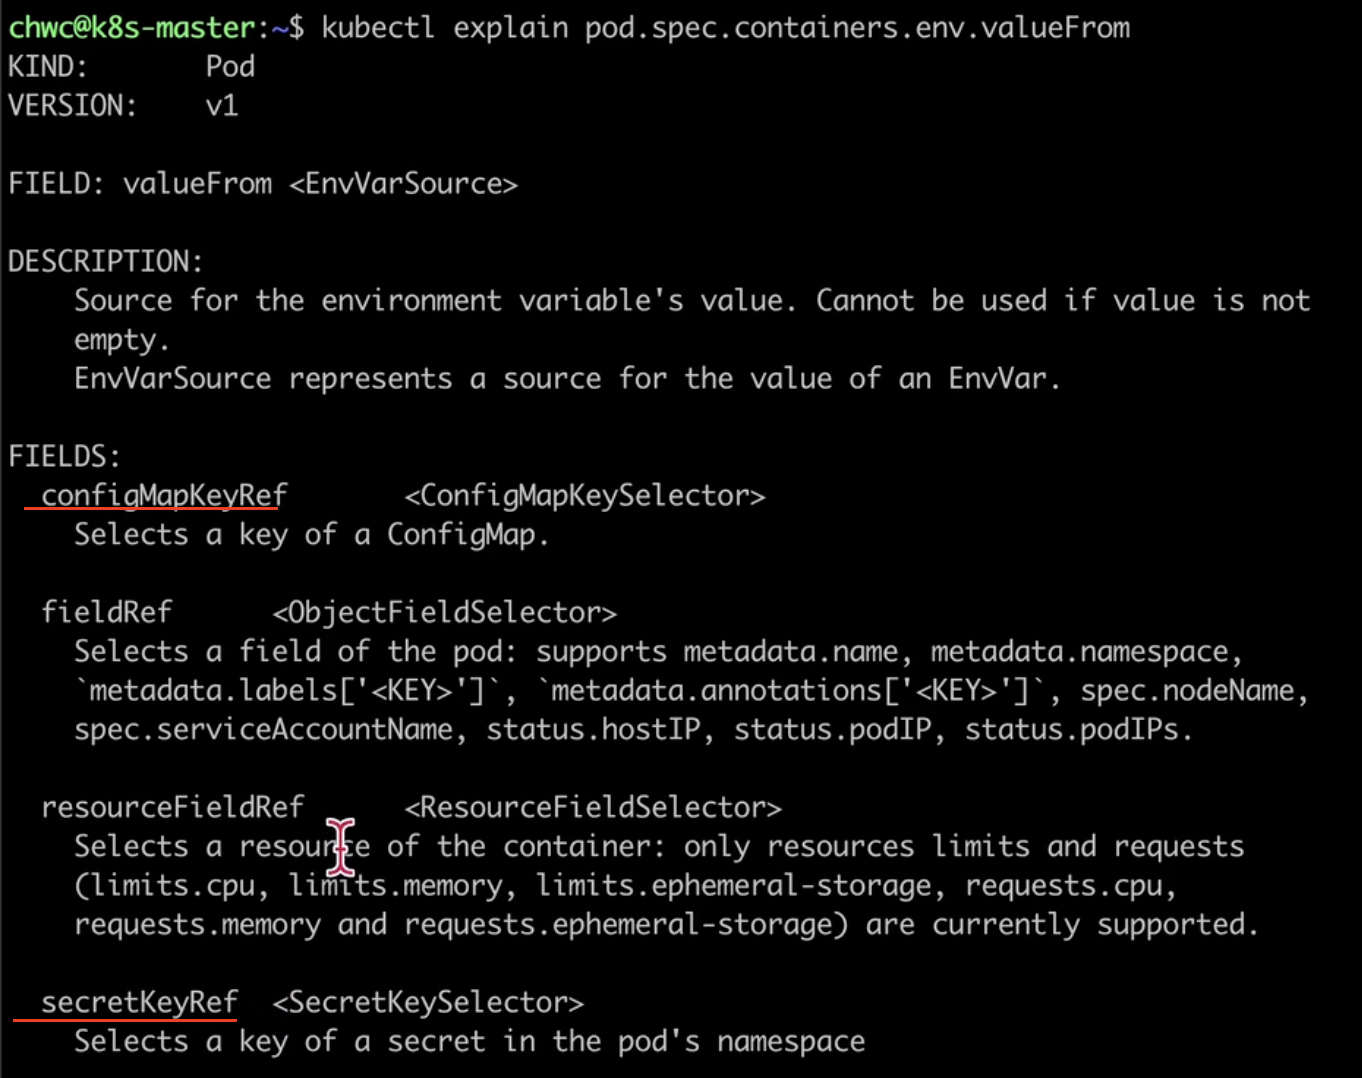 chwc@k8s-master:~$ kubectl explain pod.spec.containers.env.valueFrom
KIND:       Pod
VERSION:    v1
FIELD: valueFrom <EnvVarSource>
DESCRIPTION:
    Source for the environment variable's value. Cannot be used if value is not
    empty.
    EnvVarSource represents a source for the value of an EnvVar.
FIELDS:
  configMapKeyRef       <ConfigMapKeySelector>
    Selects a key of a ConfigMap.
  fieldRef      <ObjectFieldSelector>
    Selects a field of the pod: supports metadata.name, metadata.namespace,
    `metadata.labels['<KEY>']`, `metadata.annotations['<KEY>']`, spec.nodeName,
    spec.serviceAccountName, status.hostIP, status.podIP, status.podIPs.
  resourceFieldRef      <ResourceFieldSelector>
    Selects a resource of the container: only resources limits and requests
    (limits.cpu, limits.memory, limits.ephemeral-storage, requests.cpu,
    requests.memory and requests.ephemeral-storage) are currently supported.
  secretKeyRef  <SecretKeySelector>
    Selects a key of a secret in the pod's namespace